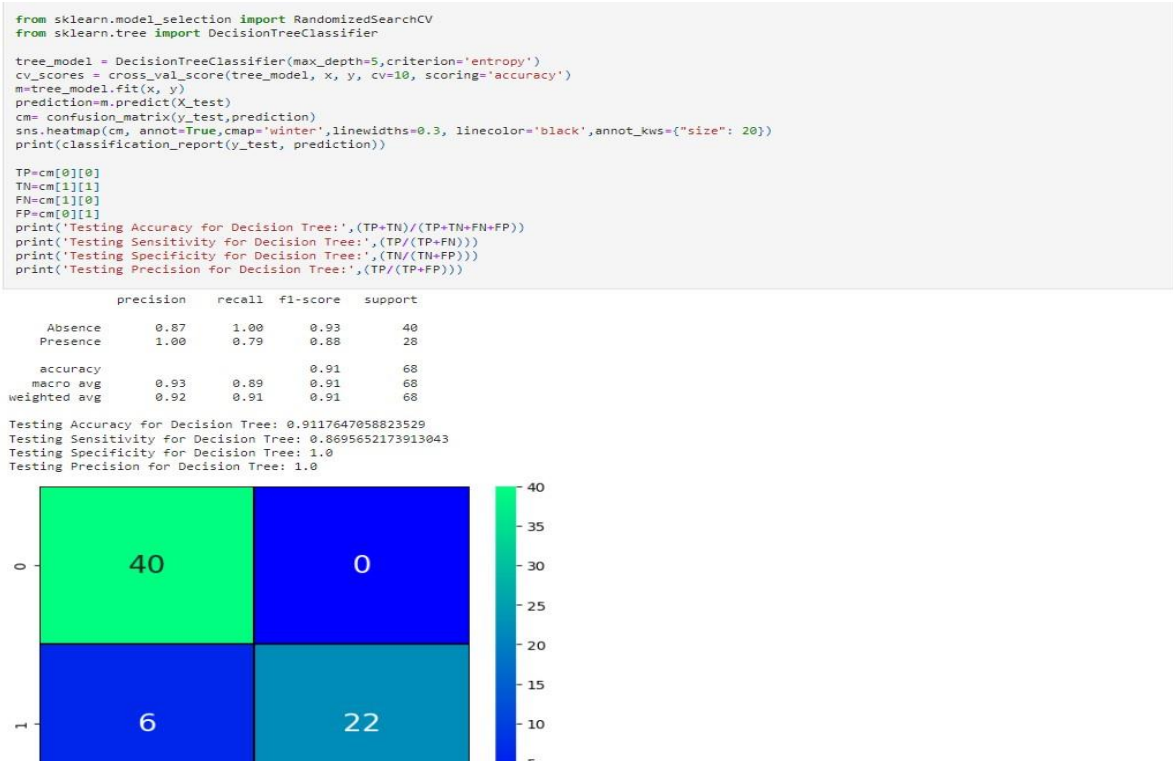 from sklearn.model_selection import RandomizedSearchCV
from sklearn.tree import DecisionTreeClassifier
tree_model = DecisionTreeClassifier(max_depth=5,criterion='entropy')
cv_scores = cross_val_score(tree_model, x, y, cv=10, scoring='accuracy')
m=tree_model.fit(x, y)
prediction=m.predict(X_test)
cm= confusion_matrix(y_test,prediction)
sns.heatmap(cm, annot=True,cmap='winter',linewidths=0.3, linecolor='black',annot_kws={"size": 20})
print(classification_report(y_test, prediction))
TP=cm[0][0]
TN=cm[1][1]
FN=cm[1][0]
FP=cm[0][1]
print('Testing Accuracy for Decision Tree:',(TP+TN)/(TP+TN+FN+FP))
print('Testing Sensitivity for Decision Tree:',(TP/(TP+FN)))
print('Testing Specificity for Decision Tree:',(TN/(TN+FP)))
print('Testing Precision for Decision Tree:',(TP/(TP+FP)))
precision recall f1-score support
Absence 0.87 1.00 0.93 40
Presence 1.00 0.79 0.88 28
accuracy 0.91 68
macro avg 0.93 0.89 0.91 68
weighted avg 0.92 0.91 0.91 68
Testing Accuracy for Decision Tree: 0.9117647058823529
Testing Sensitivity for Decision Tree: 0.8695652173913043
Testing Specificity for Decision Tree: 1.0
Testing Precision for Decision Tree: 1.0
40
35
0 40 0 30
25
20
15
1 6 22 10